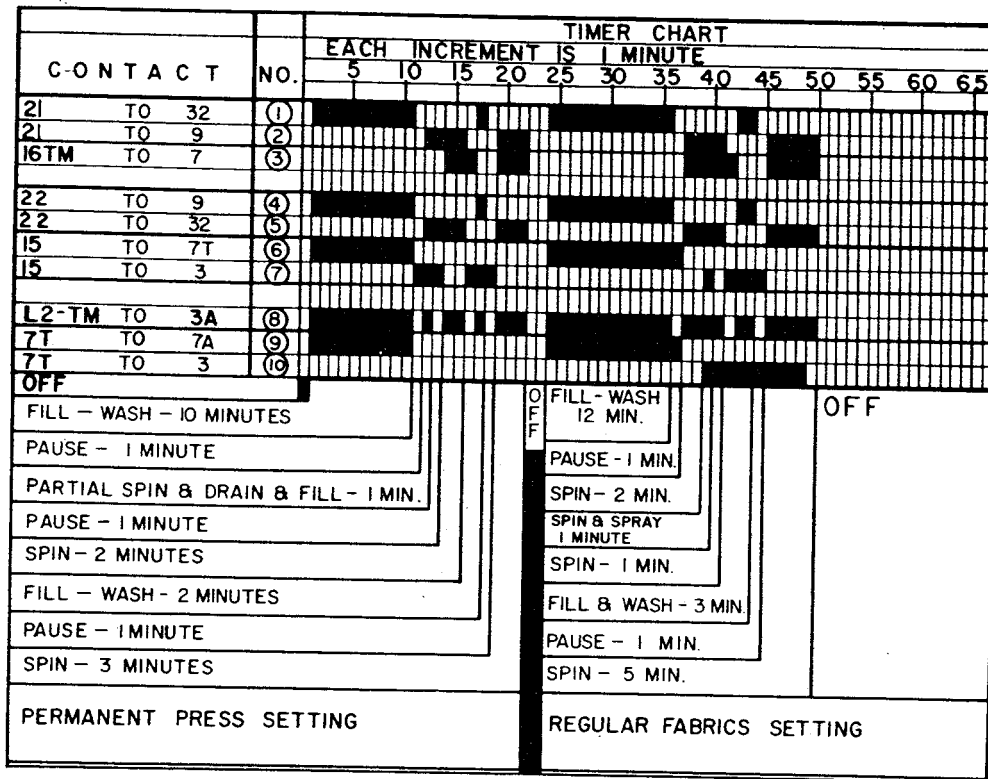 TIMER CHART
EACH INCREMENT IS 1 MINUTE
CONTACT NO. 5 10 15 20 25 30 35 40 45 50 55 60 65
21 TO 32 ①
21 TO 9 ②
16TM TO 7 ③
22 TO 9 ④
22 TO 32 ⑤
15 TO 7T ⑥
15 TO 3 ⑦
L2-TM TO 3A ⑧
7T TO 7A ⑨
7T TO 3 ⑩
OFF
FILL - WASH - 10 MINUTES
PAUSE - 1 MINUTE
PARTIAL SPIN & DRAIN & FILL - 1 MIN.
PAUSE - 1 MINUTE
SPIN - 2 MINUTES
FILL - WASH - 2 MINUTES
PAUSE - 1 MINUTE
SPIN - 3 MINUTES
PERMANENT PRESS SETTING
OFF
FILL - WASH
12 MIN.
PAUSE - 1 MIN.
SPIN - 2 MIN.
SPIN & SPRAY
1 MINUTE
SPIN - 1 MIN.
FILL & WASH - 3 MIN.
PAUSE - 1 MIN.
SPIN - 5 MIN.
REGULAR FABRICS SETTING
OFF